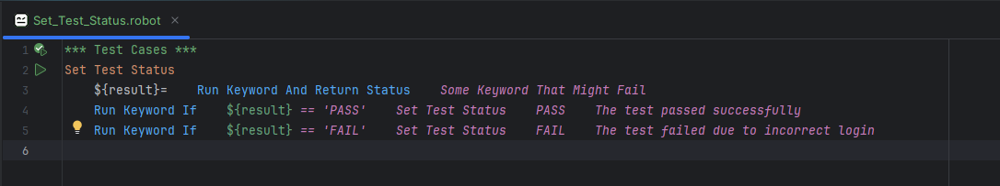 Set_Test_Status.robot
1 *** Test Cases ***
2 Set Test Status
3 ${result}=    Run Keyword And Return Status    Some Keyword That Might Fail
4 Run Keyword If    ${result} == 'PASS'    Set Test Status    PASS    The test passed successfully
5 Run Keyword If    ${result} == 'FAIL'    Set Test Status    FAIL    The test failed due to incorrect login
6